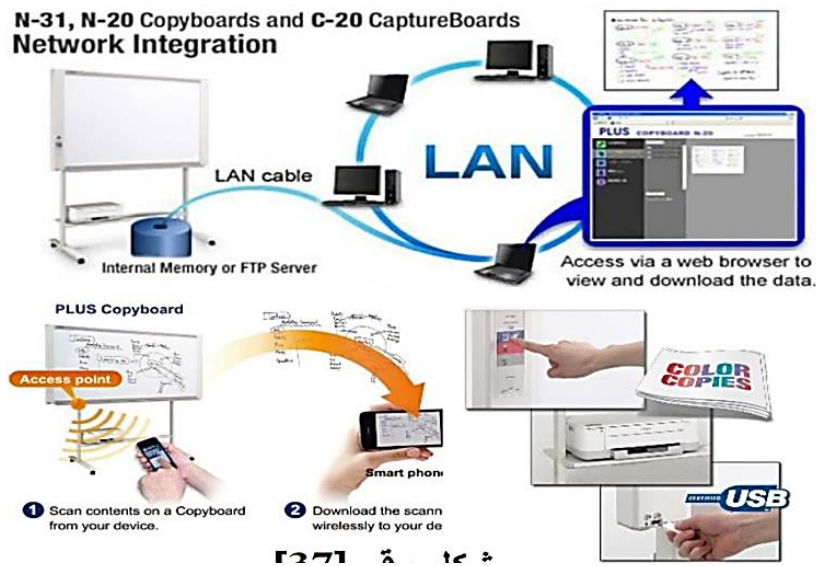 N-31, N-20 Copyboards and C-20 CaptureBoards
Network Integration
LAN cable
LAN
PLUS COPYBOARD N-20
Internal Memory or FTP Server
Access via a web browser to
view and download the data.
PLUS Copyboard
Access point
Smart phon
1 Scan contents on a Copyboard
from your device.
2 Download the scann
wirelessly to your de
COLOR
COPIES
CERTIFIED USB
[37]